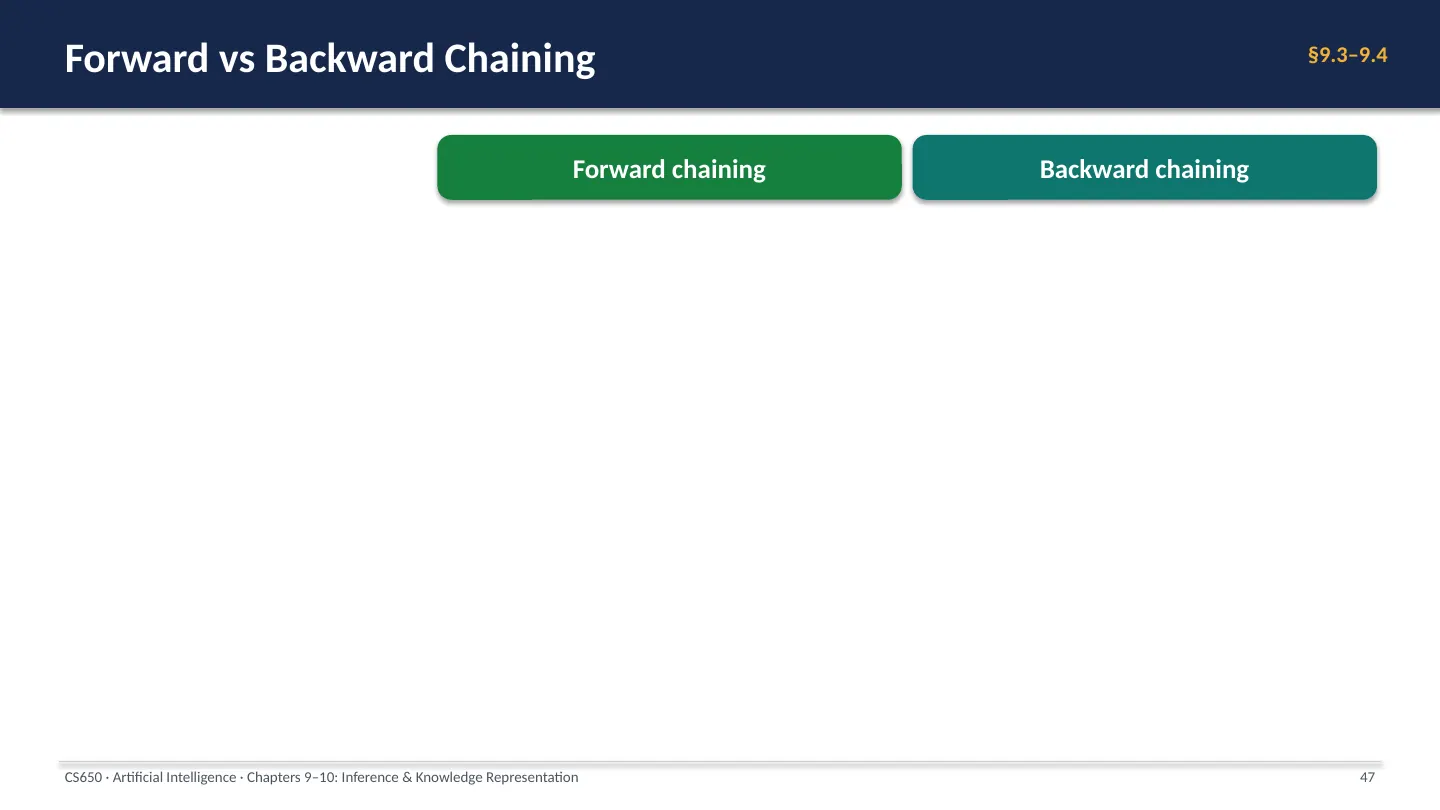 Forward vs Backward Chaining
§9.3–9.4
Forward chaining
Backward chaining
CS650 · Artificial Intelligence · Chapters 9–10: Inference & Knowledge Representation
47